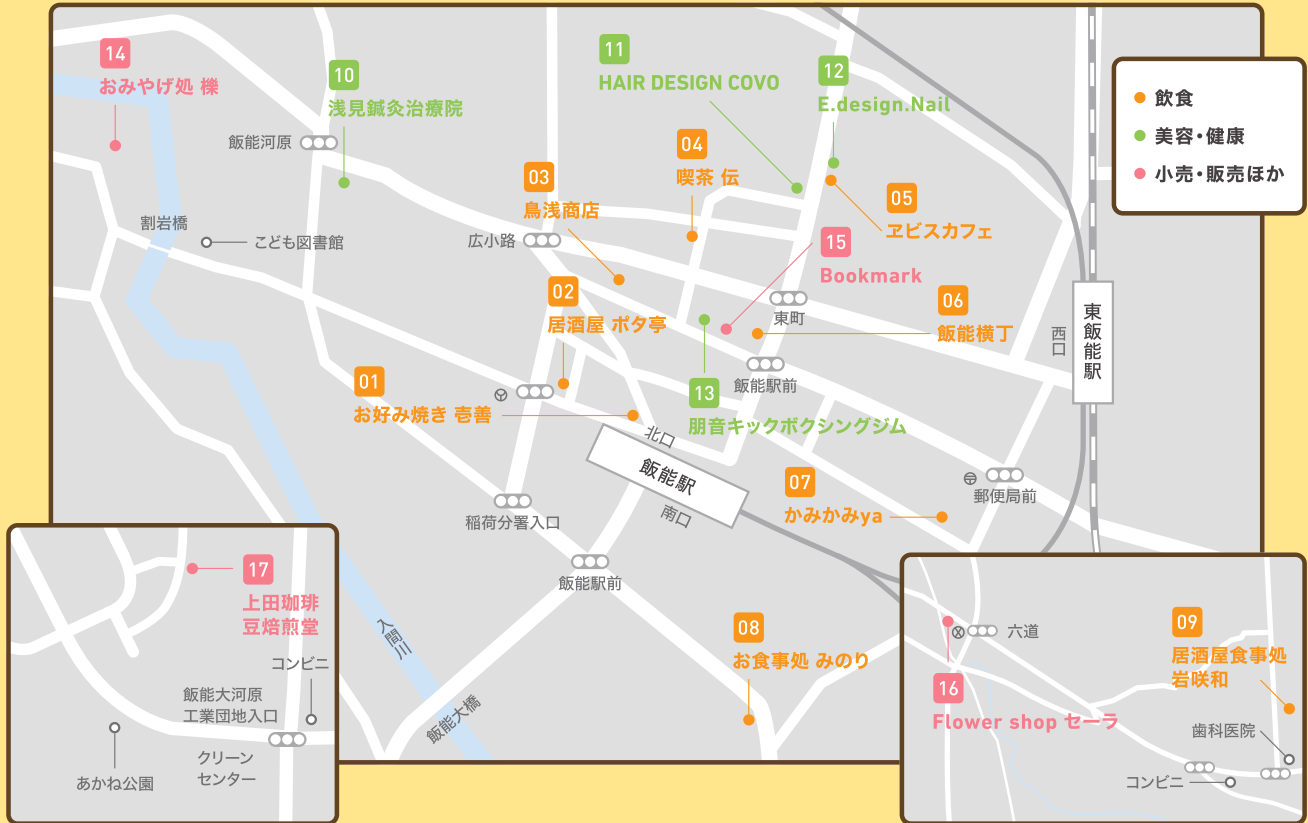 14
おみやげ処 櫟
10
浅見鍼灸治療院
11
HAIR DESIGN COVO
12
E.design.Nail
飲食
美容・健康
小売・販売ほか
飯能河原
04
喫茶 伝
03
鳥浅商店
05
ヱビスカフェ
割岩橋
こども図書館
広小路
15
Bookmark
02
居酒屋 ポタ亭
東町
06
飯能横丁
西口
東飯能駅
01
お好み焼き 壱善
飯能駅前
13
朋音キックボクシングジム
北口
飯能駅
南口
07
かみかみya
郵便局前
稲荷分署入口
飯能駅前
入間川
飯能大橋
08
お食事処 みのり
17
上田珈琲
豆焙煎堂
コンビニ
飯能大河原
工業団地入口
クリーン
センター
あかね公園
六道
16
Flower shop セーラ
09
居酒屋食事処
岩咲和
歯科医院
コンビニ